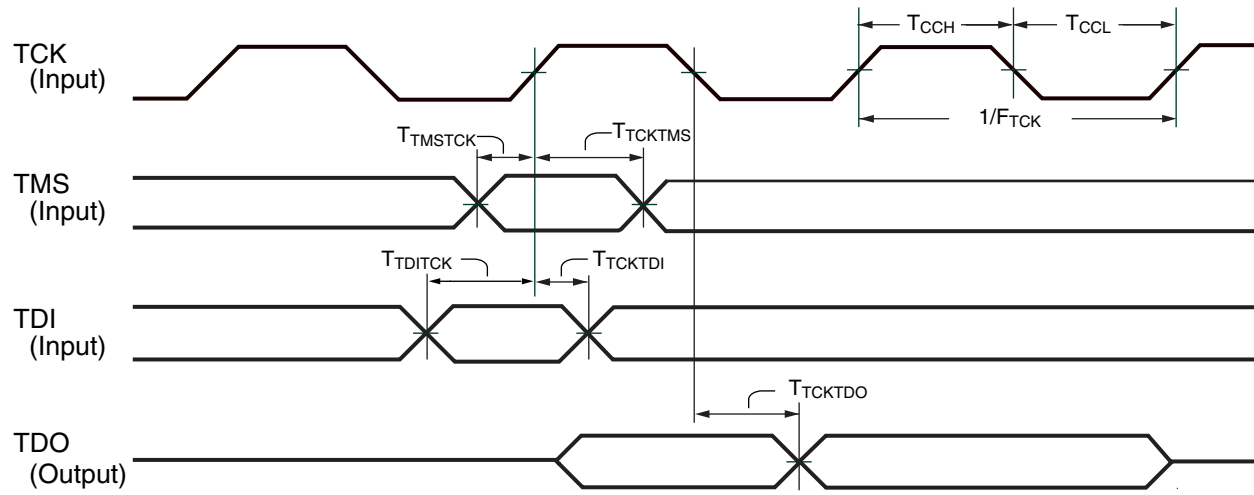 TCK
(Input)
TCCH
TCCL
1/FTCK
TTMSTCK
TTCKTMS
TMS
(Input)
TTDITCK
TTCKTDI
TDI
(Input)
TTCKTDO
TDO
(Output)